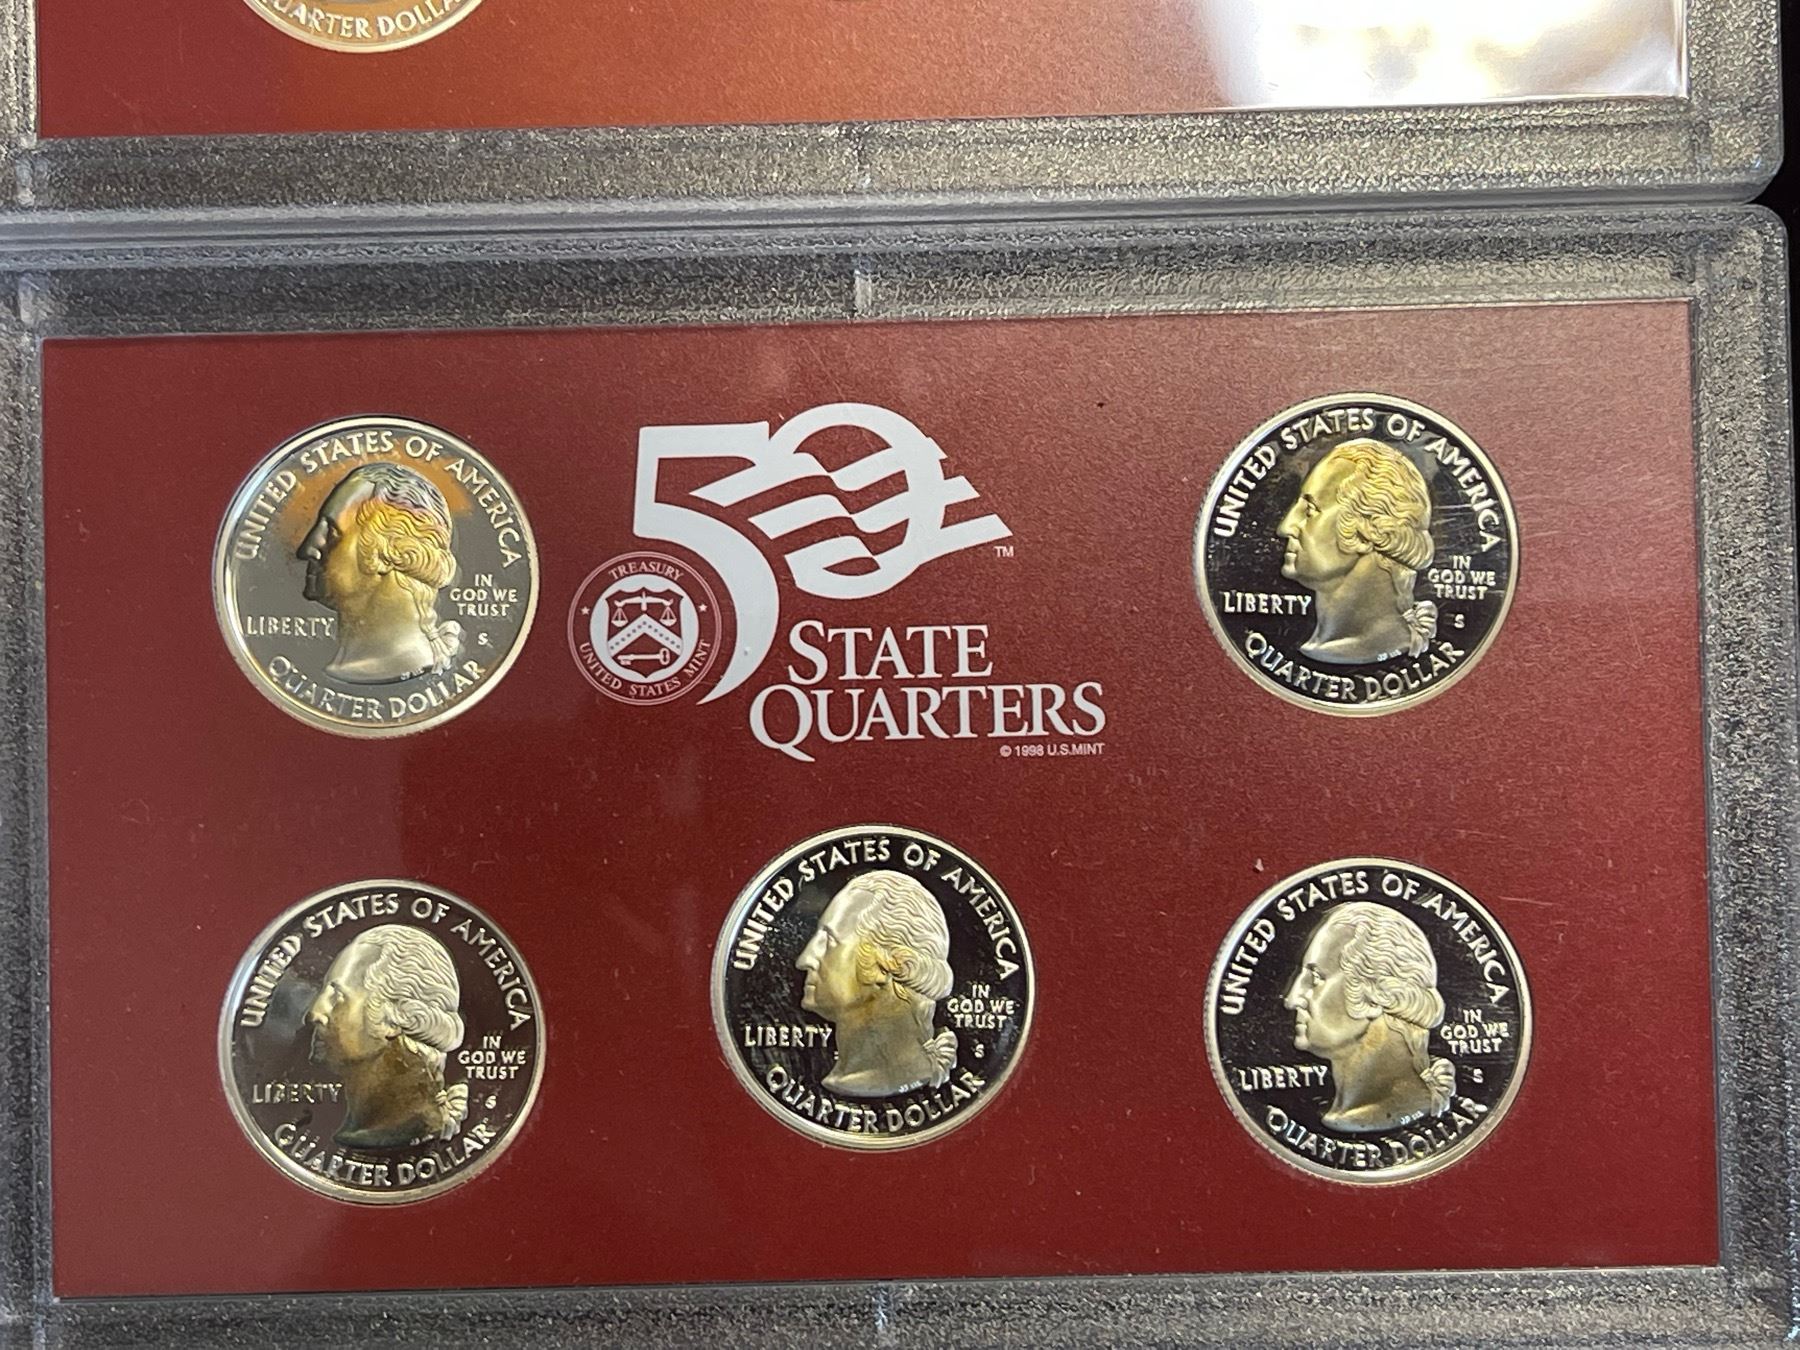 QUARTER DOLLAR
UNITED STATES OF AMERICA
IN
GOD WE
TRUST
LIBERTY
S
QUARTER DOLLAR
50
TM
TREASURY
UNITED STATES MINT
STATE
QUARTERS
© 1998 U.S.MINT
UNITED STATES OF AMERICA
IN
GOD WE
TRUST
LIBERTY
S
QUARTER DOLLAR
UNITED STATES OF AMERICA
IN
GOD WE
TRUST
LIBERTY
S
QUARTER DOLLAR
UNITED STATES OF AMERICA
IN
GOD WE
TRUST
LIBERTY
S
QUARTER DOLLAR
UNITED STATES OF AMERICA
IN
GOD WE
TRUST
LIBERTY
S
QUARTER DOLLAR